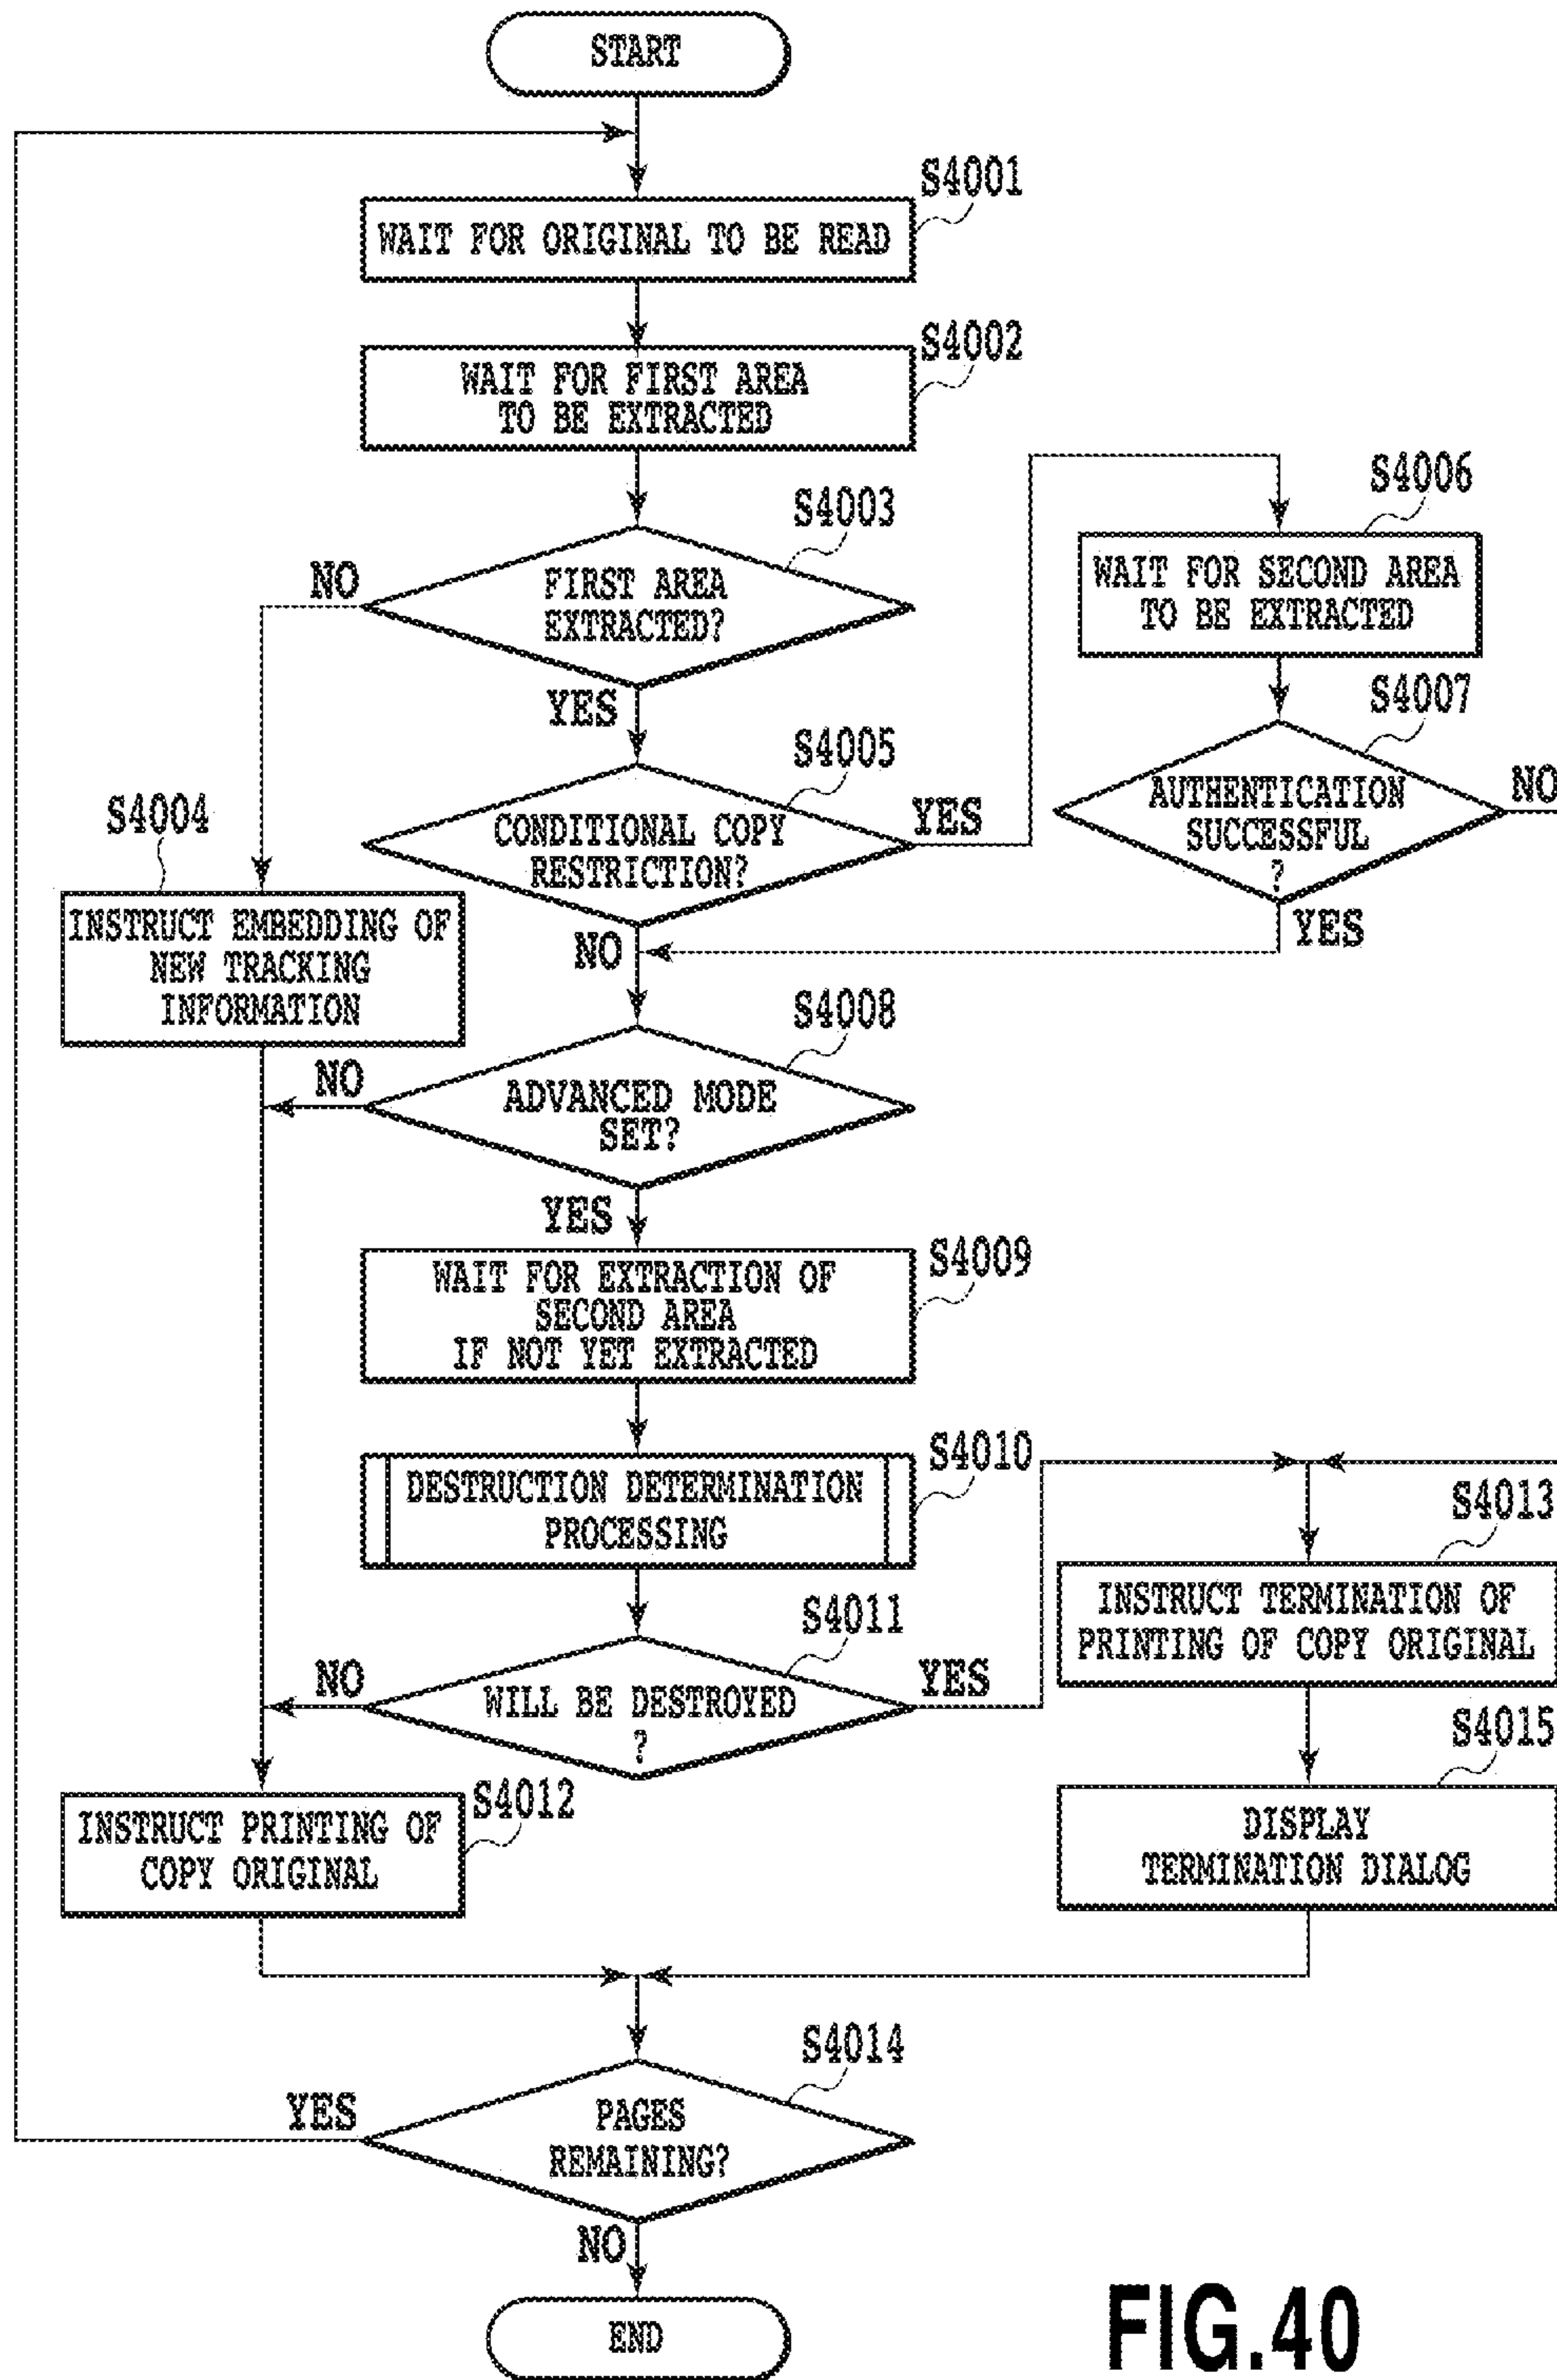 START
S4001
WAIT FOR ORIGINAL TO BE READ
S4002
WAIT FOR FIRST AREA
TO BE EXTRACTED
S4003
NO
FIRST AREA
EXTRACTED?
YES
S4006
WAIT FOR SECOND AREA
TO BE EXTRACTED
S4007
AUTHENTICATION
SUCCESSFUL
?
NO
YES
S4005
CONDITIONAL COPY
RESTRICTION?
YES
NO
S4004
INSTRUCT EMBEDDING OF
NEW TRACKING
INFORMATION
S4008
NO
ADVANCED MODE
SET?
YES
S4009
WAIT FOR EXTRACTION OF
SECOND AREA
IF NOT YET EXTRACTED
S4010
DESTRUCTION DETERMINATION
PROCESSING
S4011
NO
WILL BE DESTROYED
?
YES
S4013
INSTRUCT TERMINATION OF
PRINTING OF COPY ORIGINAL
S4015
DISPLAY
TERMINATION DIALOG
S4012
INSTRUCT PRINTING OF
COPY ORIGINAL
S4014
YES
PAGES
REMAINING?
NO
END
FIG.40